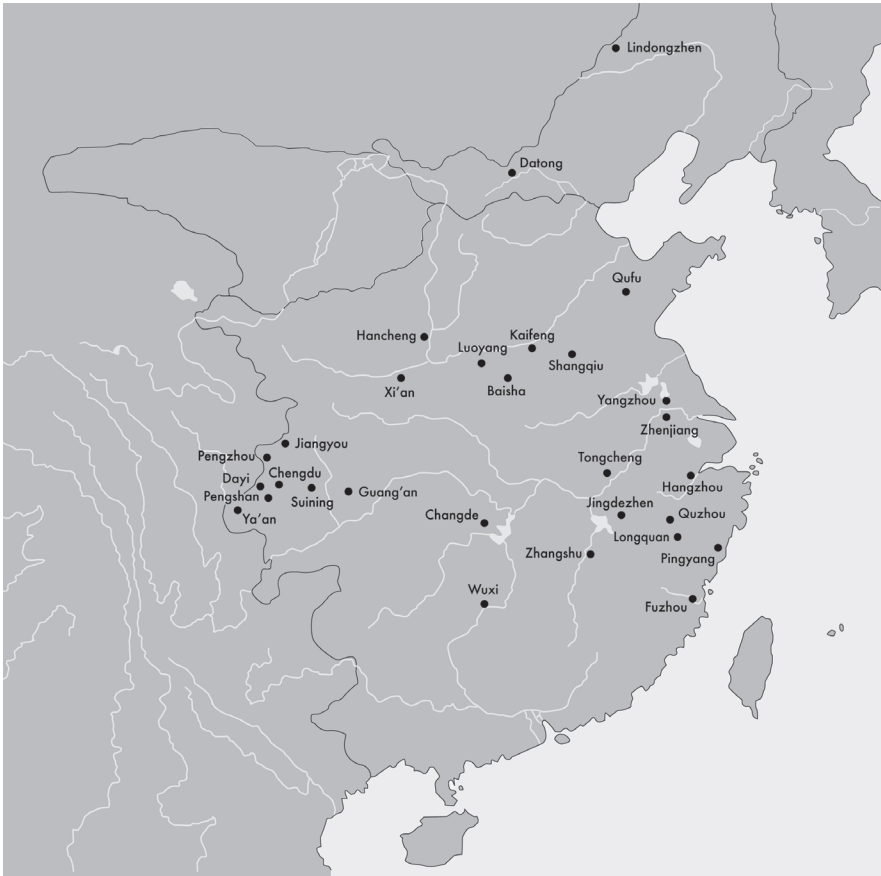 Lindongzhen
Datong
Qufu
Hancheng
Kaifeng
Luoyang
Shangqiu
Xi’an
Baisha
Yangzhou
Zhenjiang
Jiangyou
Pengzhou
Tongcheng
Dayi
Chengdu
Hangzhou
Pengshan
Guang’an
Suining
Jingdezhen
Changde
Quzhou
Ya’an
Longquan
Zhangshu
Pingyang
Wuxi
Fuzhou